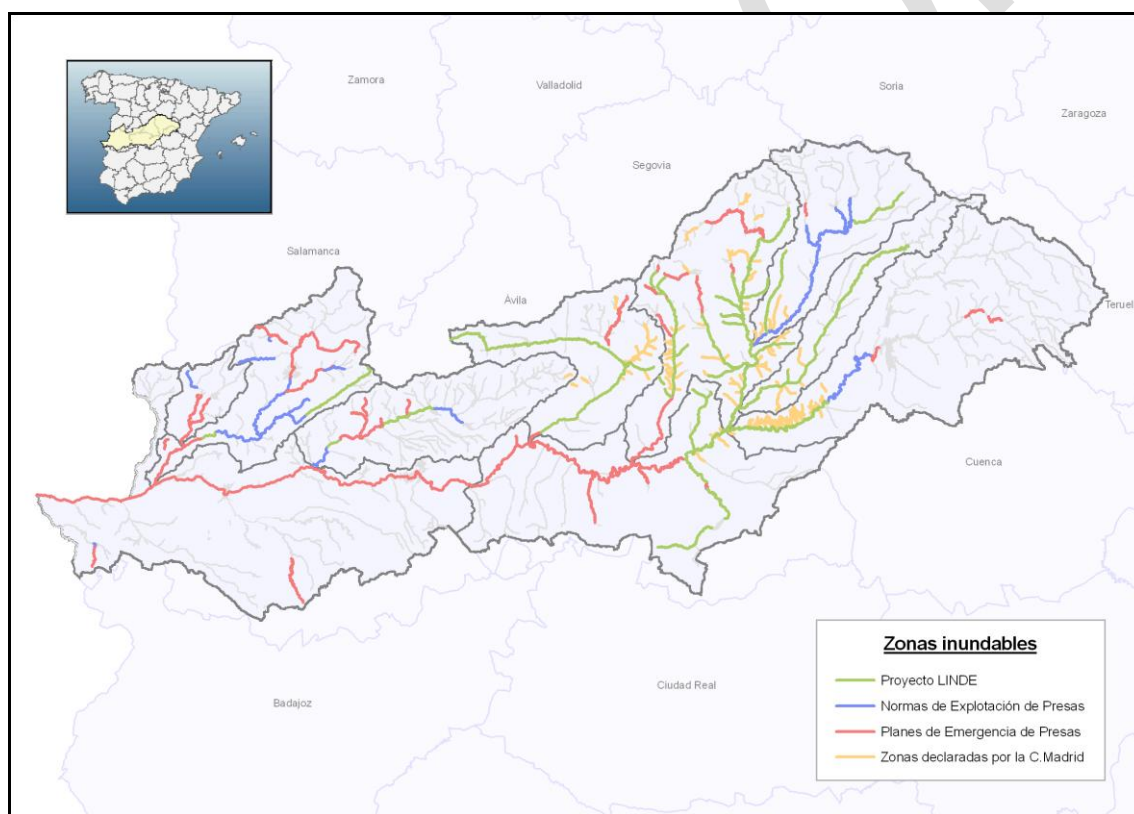 Zamora
Valladolid
Soria
Zaragoza
Segovia
Salamanca
Ávila
Teruel
Cuenca
Badajoz
Ciudad Real
Zonas inundables
Proyecto LINDE
Normas de Explotación de Presas
Planes de Emergencia de Presas
Zonas declaradas por la C.Madrid